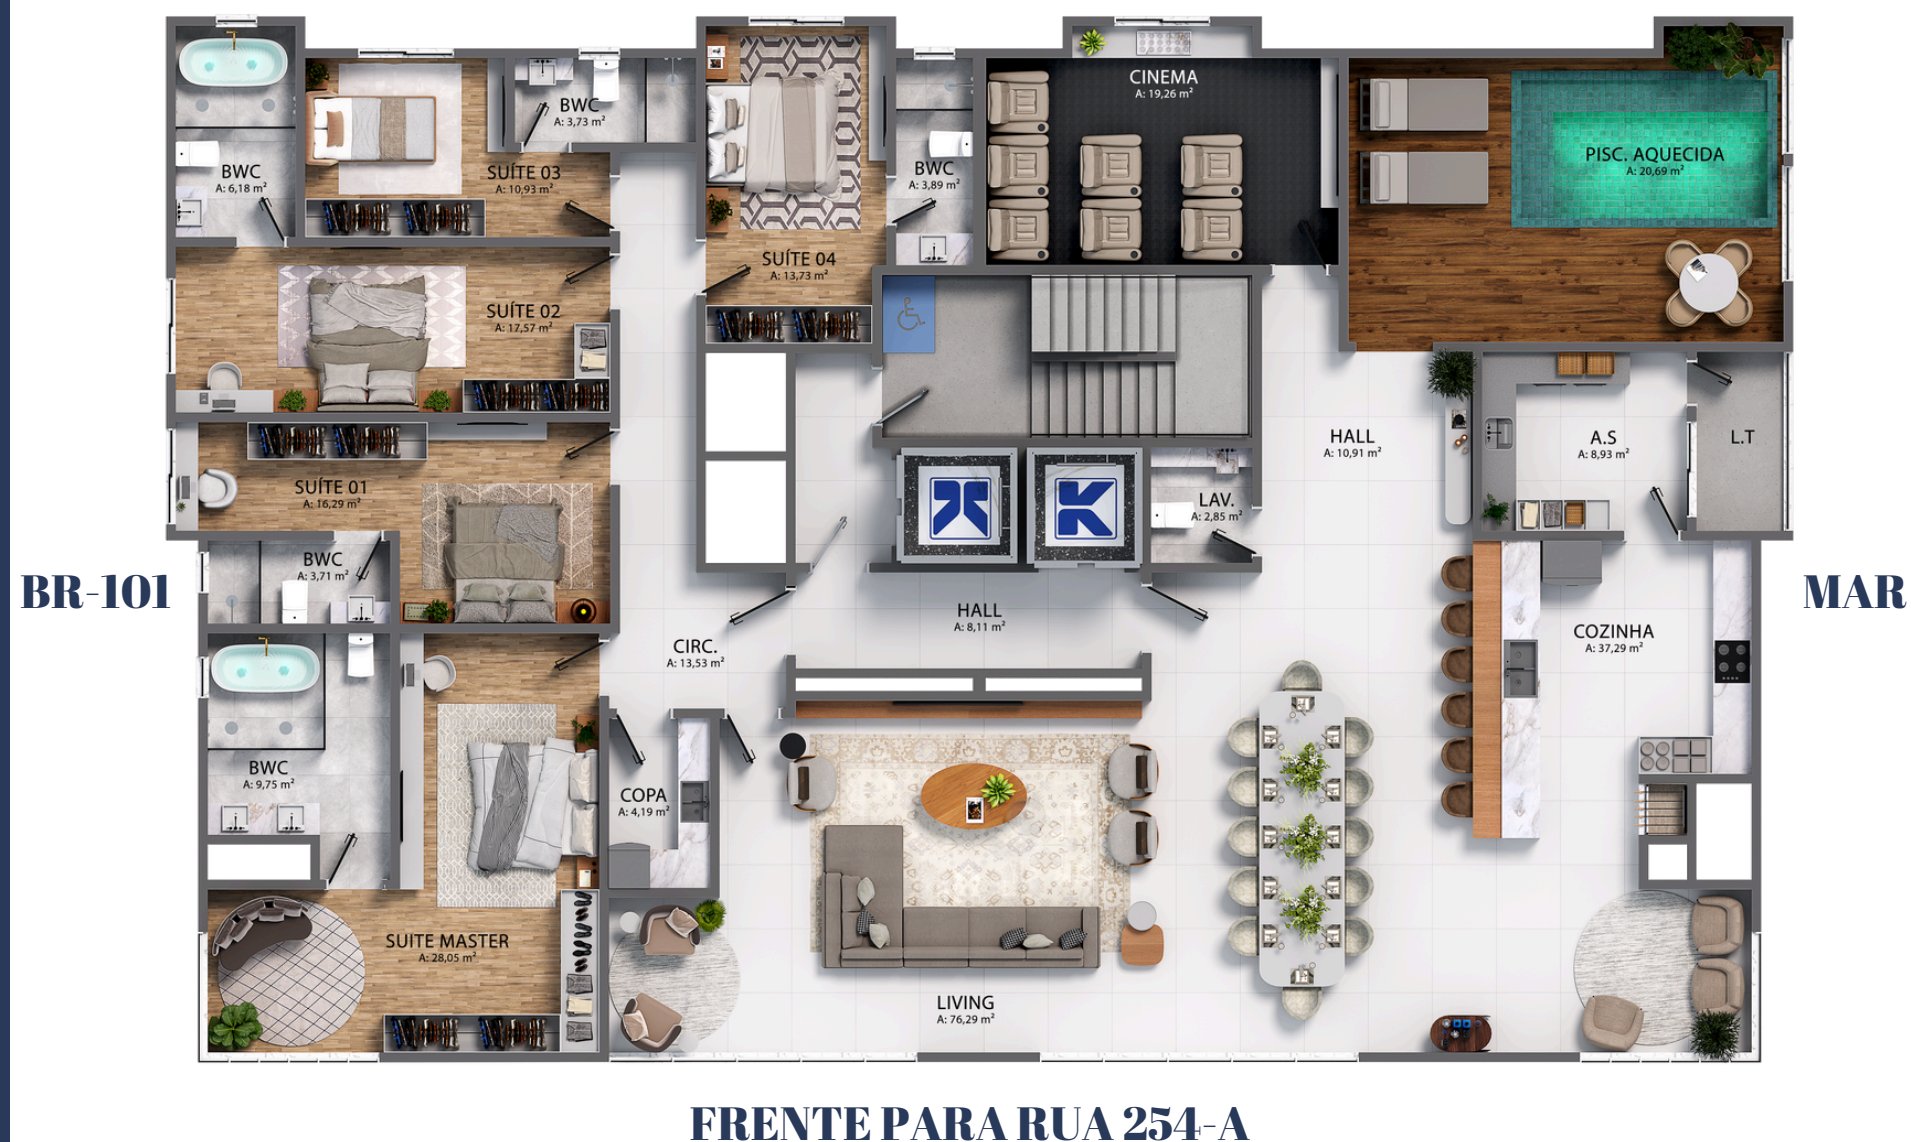 CINEMA
A: 19,26 m²
BWC
A: 3,73 m²
PISC. AQUECIDA
A: 20,69 m²
BWC
A: 6,18 m²
SUÍTE 03
A: 10,93 m²
BWC
A: 3,89 m²
SUÍTE 04
A: 13,73 m²
SUÍTE 02
A: 17,57 m²
HALL
A: 10,91 m²
A.S
A: 8,93 m²
L.T
SUÍTE 01
A: 16,29 m²
K
LAV.
A: 2,85 m²
BWC
A: 3,71 m²
BR-101
MAR
HALL
A: 8,11 m²
COZINHA
A: 37,29 m²
CIRC.
A: 13,53 m²
BWC
A: 9,75 m²
COPA
A: 4,19 m²
SUITE MASTER
A: 28,05 m²
LIVING
A: 76,29 m²
FRENTE PARA RUA 254-A